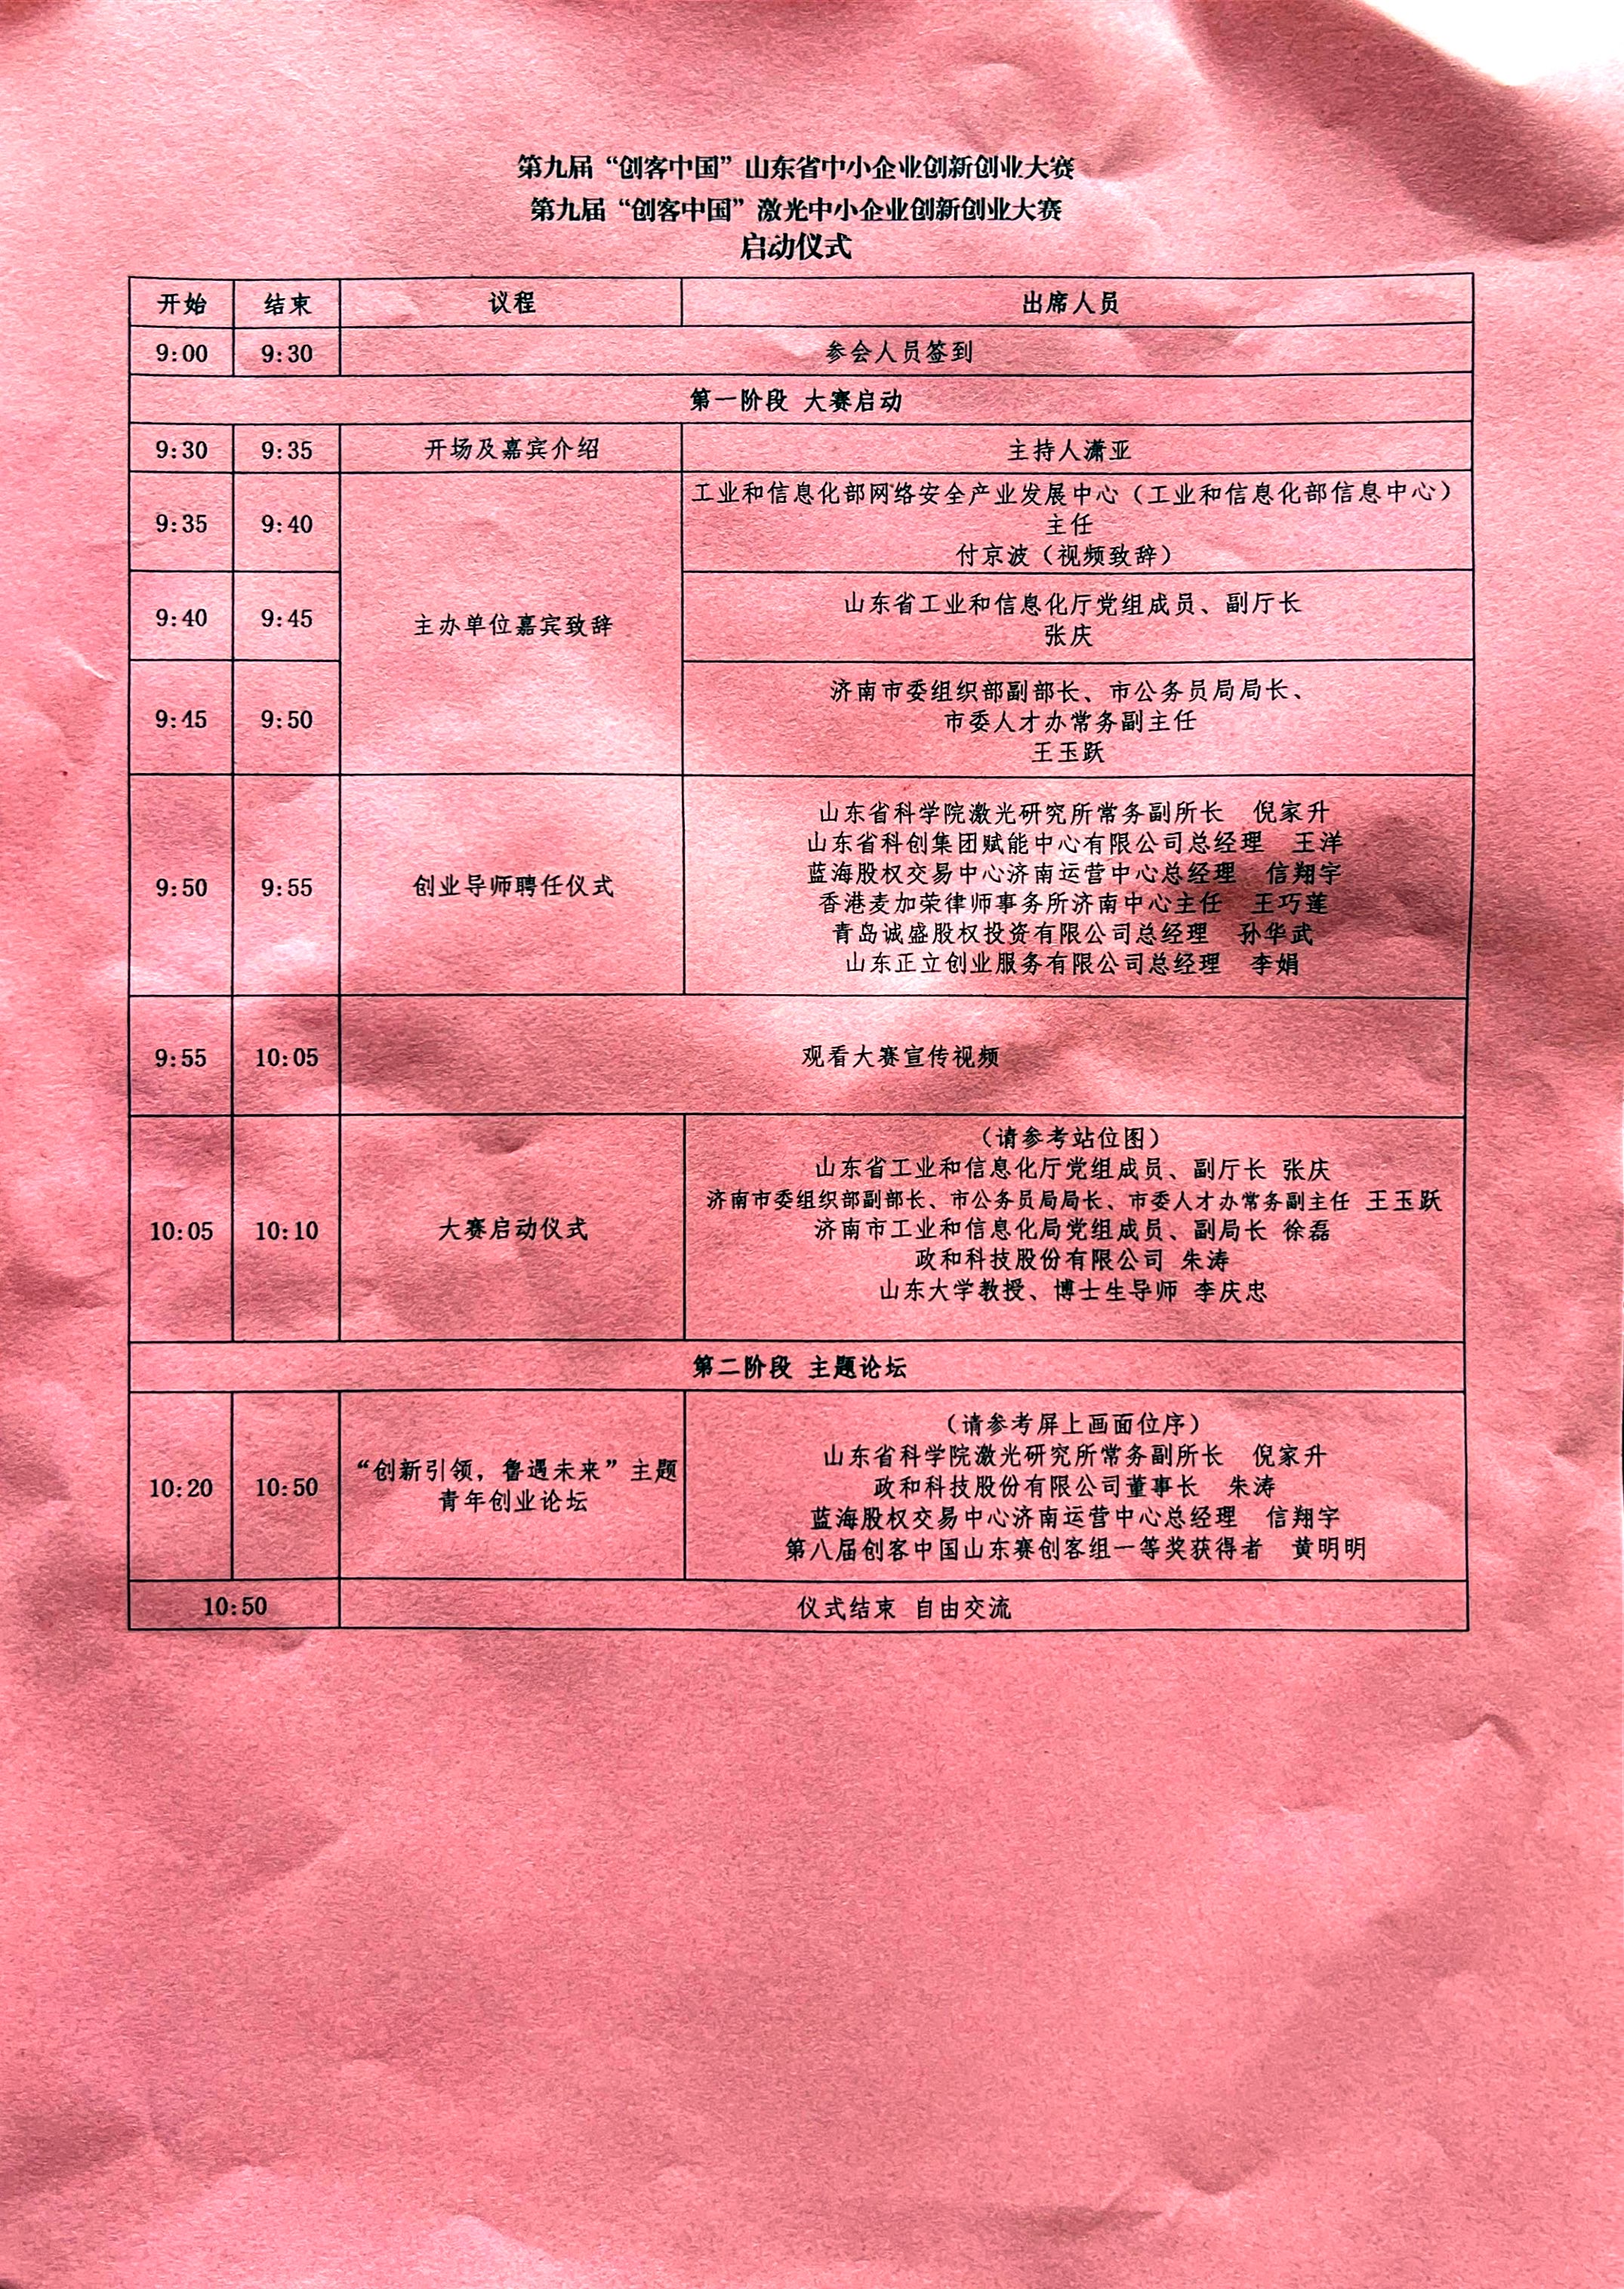 第九届“创客中国”山东省中小企业创新创业大赛
第九届“创客中国”激光中小企业创新创业大赛
启动仪式
开始 结束 议程 出席人员
9:00 9:30 参会人员签到
第一阶段 大赛启动
9:30 9:35 开场及嘉宾介绍 主持人潇亚
9:35 9:40 主办单位嘉宾致辞
工业和信息化部网络安全产业发展中心（工业和信息化部信息中心）
主任
付京波（视频致辞）
9:40 9:45
山东省工业和信息化厅党组成员、副厅长
张庆
9:45 9:50
济南市委组织部副部长、市公务员局局长、
市委人才办常务副主任
王玉跃
9:50 9:55 创业导师聘任仪式
山东省科学院激光研究所常务副所长 倪家升
山东省科创集团赋能中心有限公司总经理 王洋
蓝海股权交易中心济南运营中心总经理 信翔宇
香港麦加荣律师事务所济南中心主任 王巧莲
青岛诚盛股权投资有限公司总经理 孙华武
山东正立创业服务有限公司总经理 李娟
9:55 10:05 观看大赛宣传视频
10:05 10:10 大赛启动仪式
（请参考站位图）
山东省工业和信息化厅党组成员、副厅长 张庆
济南市委组织部副部长、市公务员局局长、市委人才办常务副主任 王玉跃
济南市工业和信息化局党组成员、副局长 徐磊
政和科技股份有限公司 朱涛
山东大学教授、博士生导师 李庆忠
第二阶段 主题论坛
10:20 10:50
“创新引领，鲁遇未来”主题
青年创业论坛
（请参考屏上画面位序）
山东省科学院激光研究所常务副所长 倪家升
政和科技股份有限公司董事长 朱涛
蓝海股权交易中心济南运营中心总经理 信翔宇
第八届创客中国山东赛创客组一等奖获得者 黄明明
10:50 仪式结束 自由交流